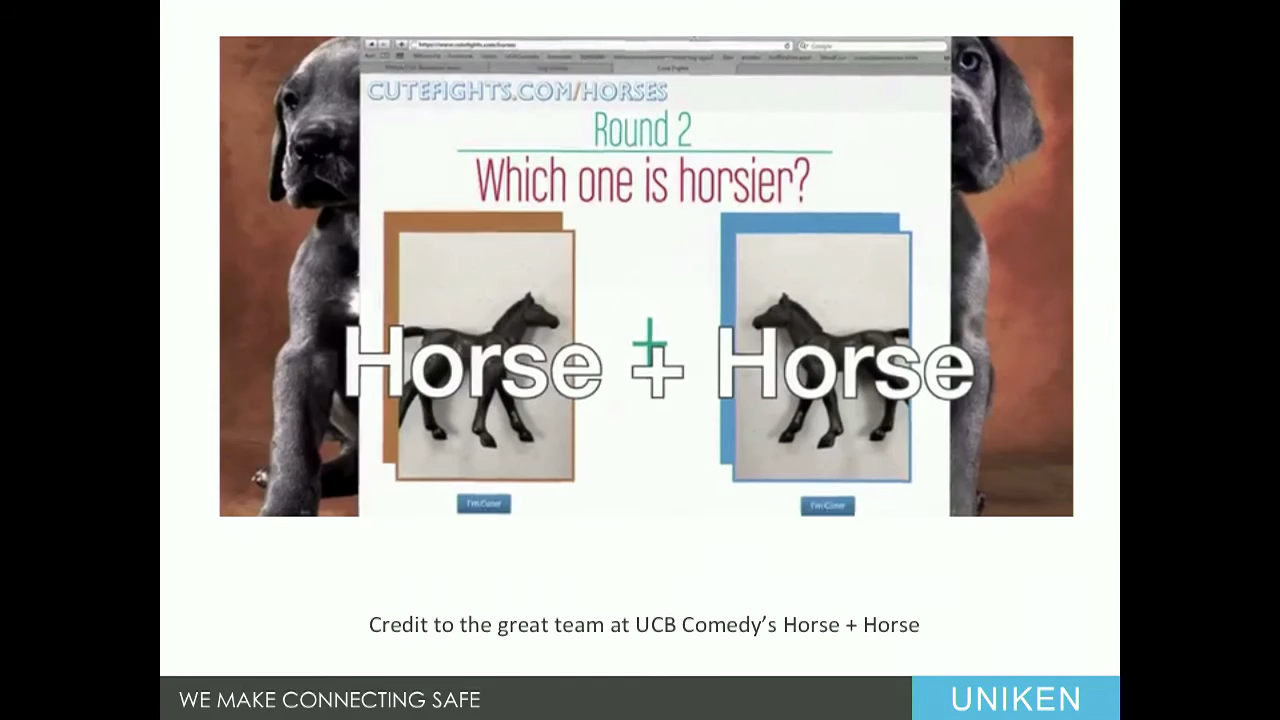 Google
CUTEFIGHTS.COM/HORSES
Round 2
Which one is horsier?
Horse + Horse
I'm Cuter
I'm Cuter
Credit to the great team at UCB Comedy's Horse + Horse
WE MAKE CONNECTING SAFE
UNIKEN